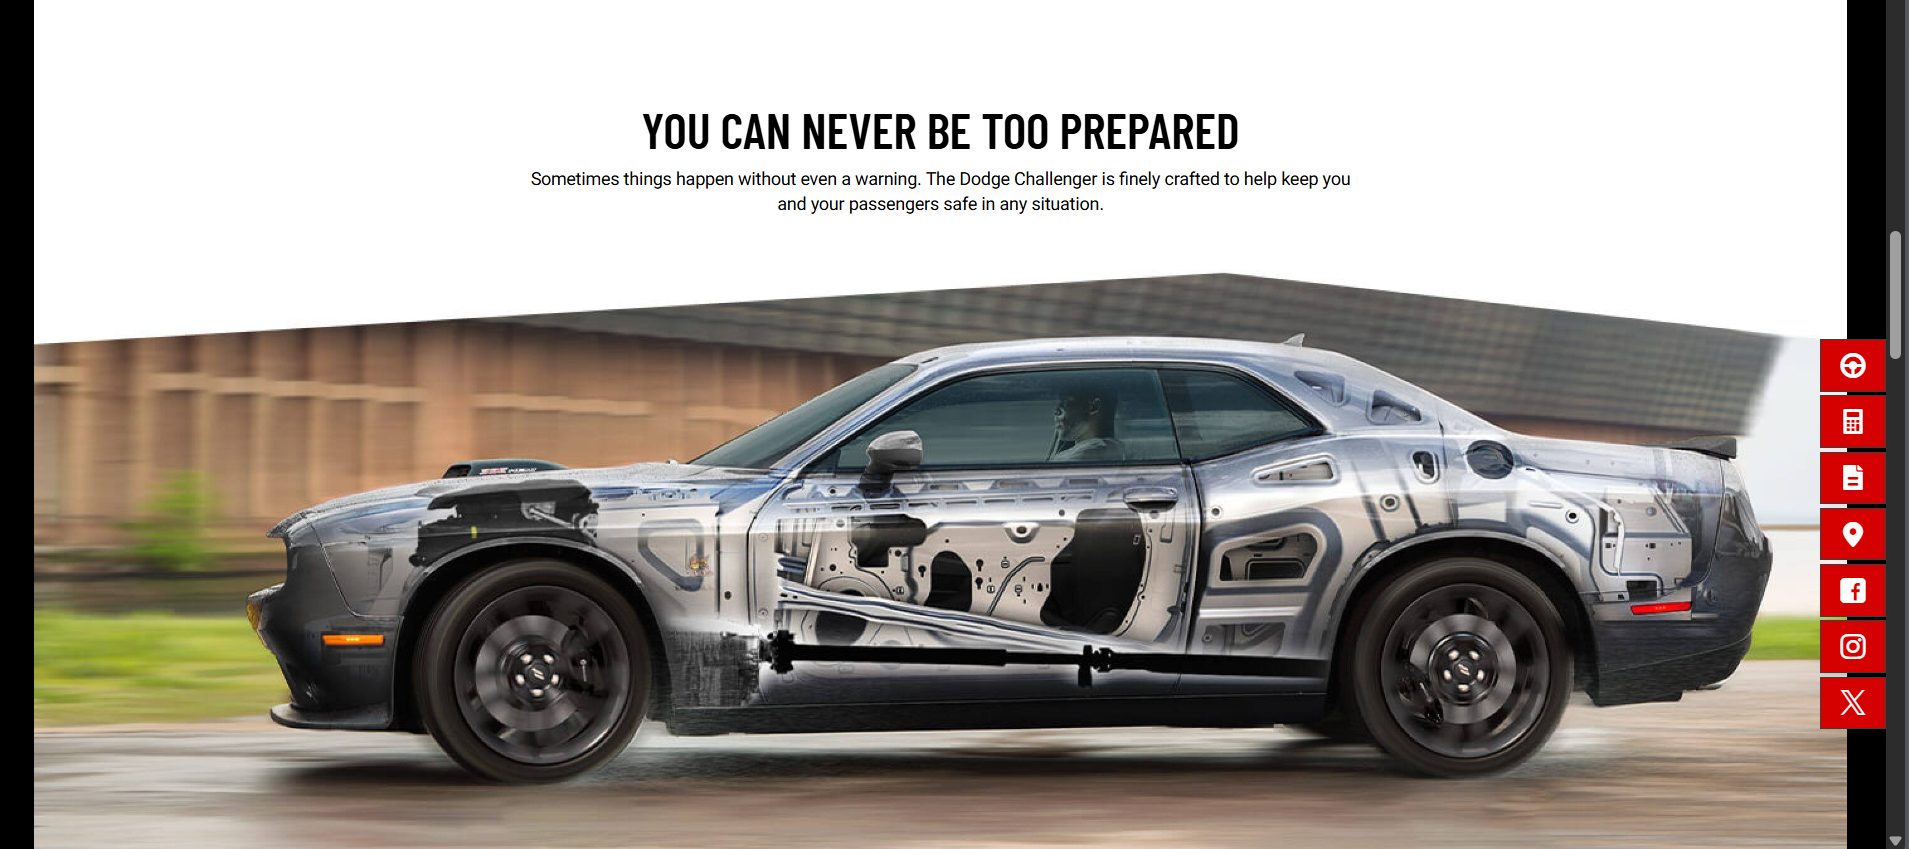 YOU CAN NEVER BE TOO PREPARED
Sometimes things happen without even a warning. The Dodge Challenger is finely crafted to help keep you
and your passengers safe in any situation.